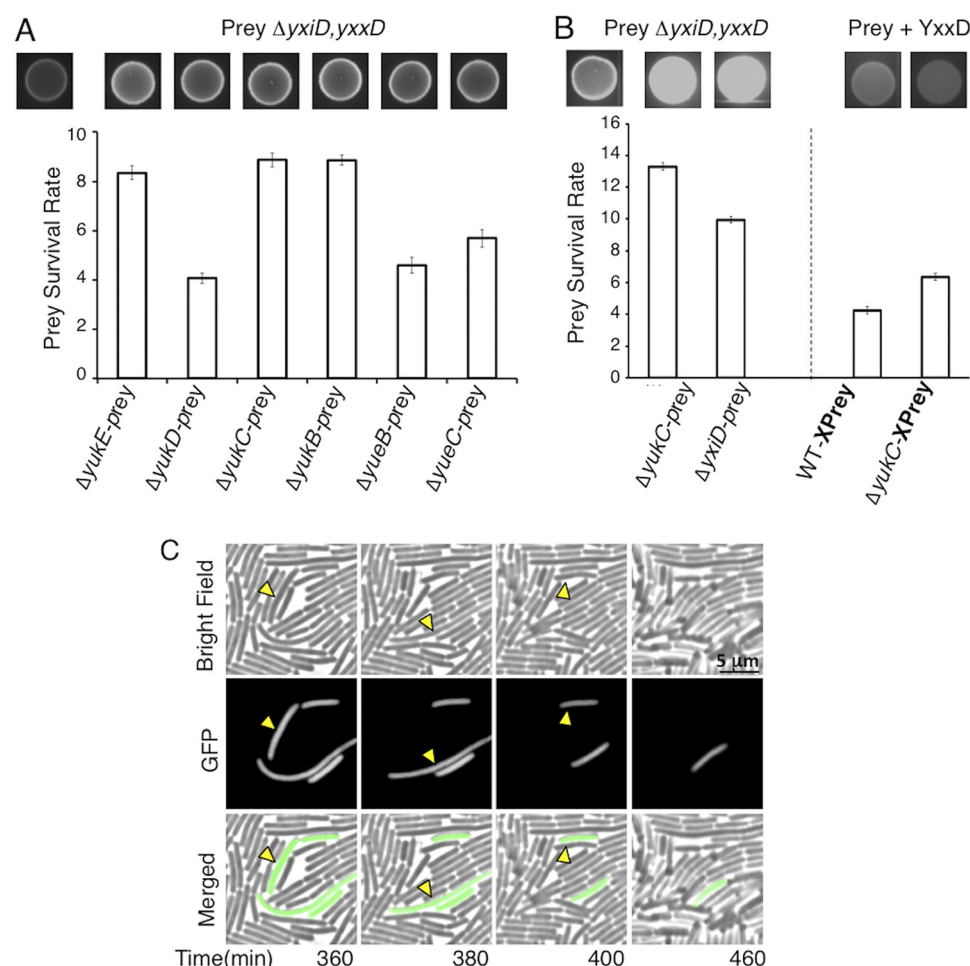 A
Prey ΔyxiD,yxxD
Prey Survival Rate
10
8
6
4
2
0
ΔyukE-prey
ΔyukD-prey
ΔyukC-prey
ΔyukB-prey
ΔyueB-prey
ΔyueC-prey
B
Prey ΔyxiD,yxxD
Prey + YxxD
Prey Survival Rate
16
14
12
10
8
6
4
2
0
ΔyukC-prey
ΔyxiD-prey
WT-XPrey
ΔyukC-XPrey
C
Bright Field
5 µm
GFP
Merged
Time(min) 360 380 400 460